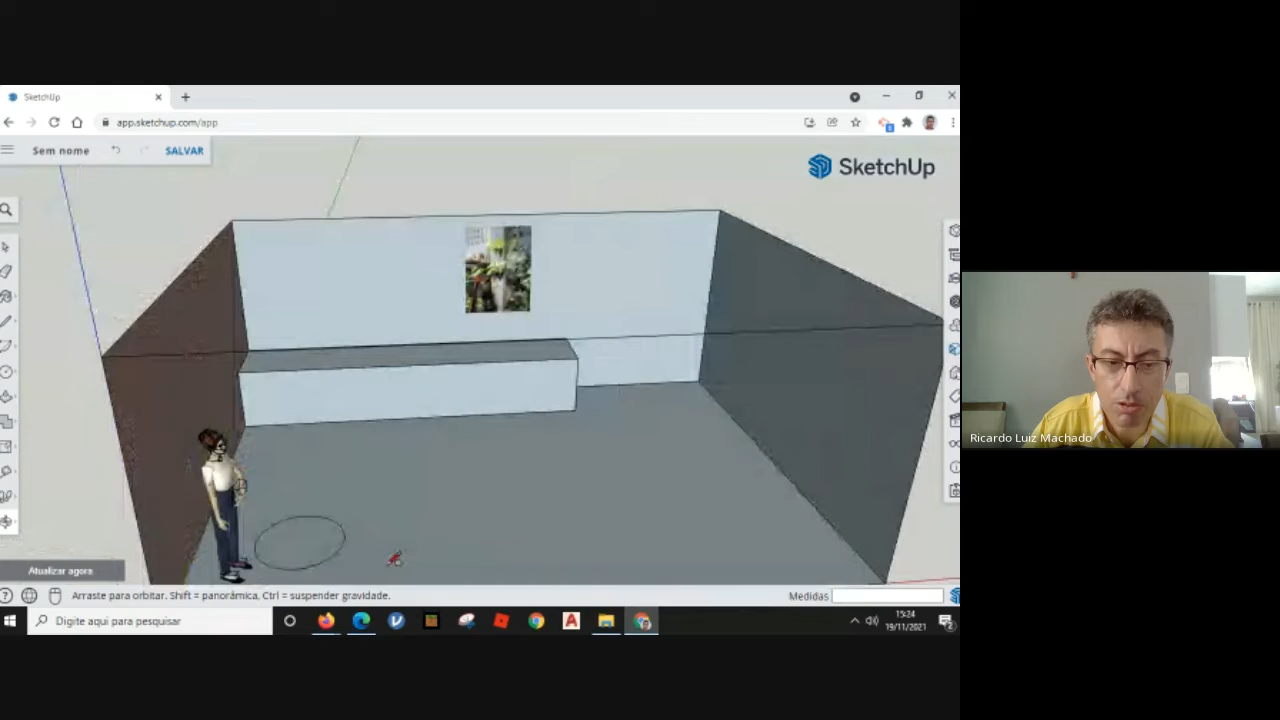 SketchUp
app.sketchup.com/app
Sem nome
SALVAR
SketchUp
Ricardo Luiz Machado
Atualizar agora
Arraste para orbitar. Shift = panorâmica. Ctrl = suspender gravidade.
Medidas
Digite aqui para pesquisar
15:24
19/11/2021